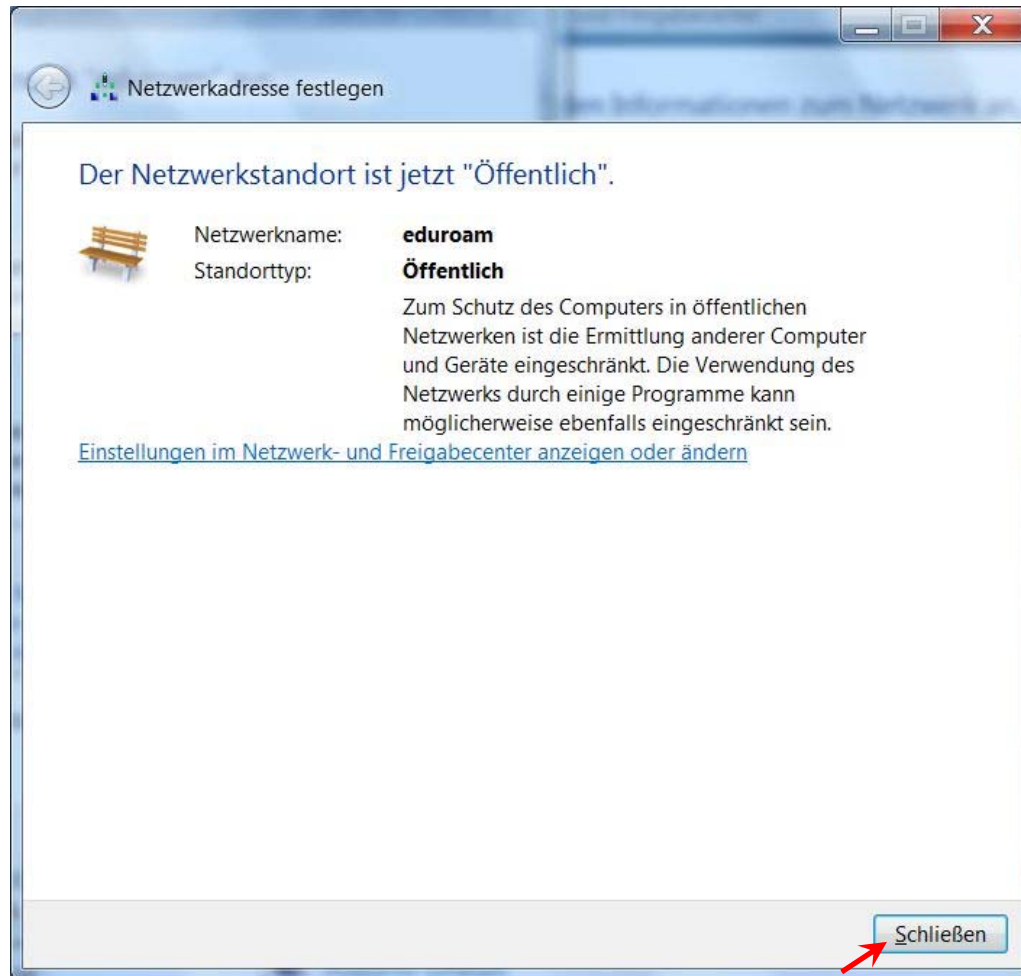 Netzwerkadresse festlegen
Der Netzwerkstandort ist jetzt "Öffentlich".
Netzwerkname: eduroam
Standorttyp: Öffentlich
Zum Schutz des Computers in öffentlichen
Netzwerken ist die Ermittlung anderer Computer
und Geräte eingeschränkt. Die Verwendung des
Netzwerks durch einige Programme kann
möglicherweise ebenfalls eingeschränkt sein.
Einstellungen im Netzwerk- und Freigabecenter anzeigen oder ändern
Schließen